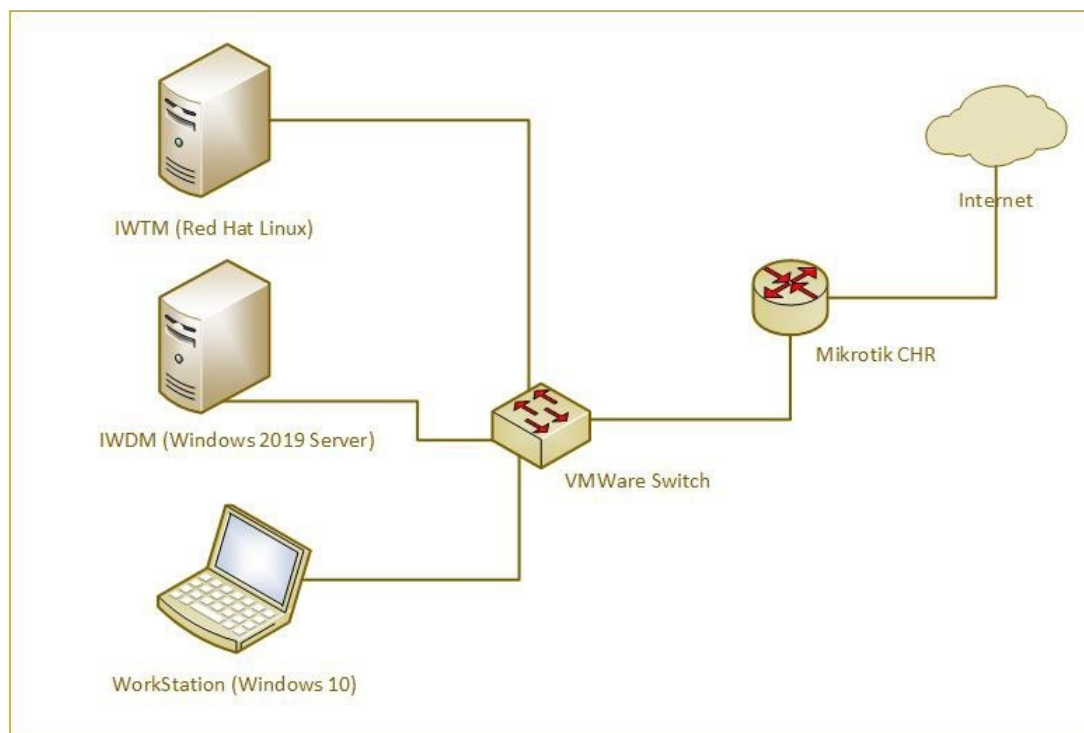 IWTM (Red Hat Linux)
Internet
Mikrotik CHR
IWDM (Windows 2019 Server)
VMWare Switch
WorkStation (Windows 10)